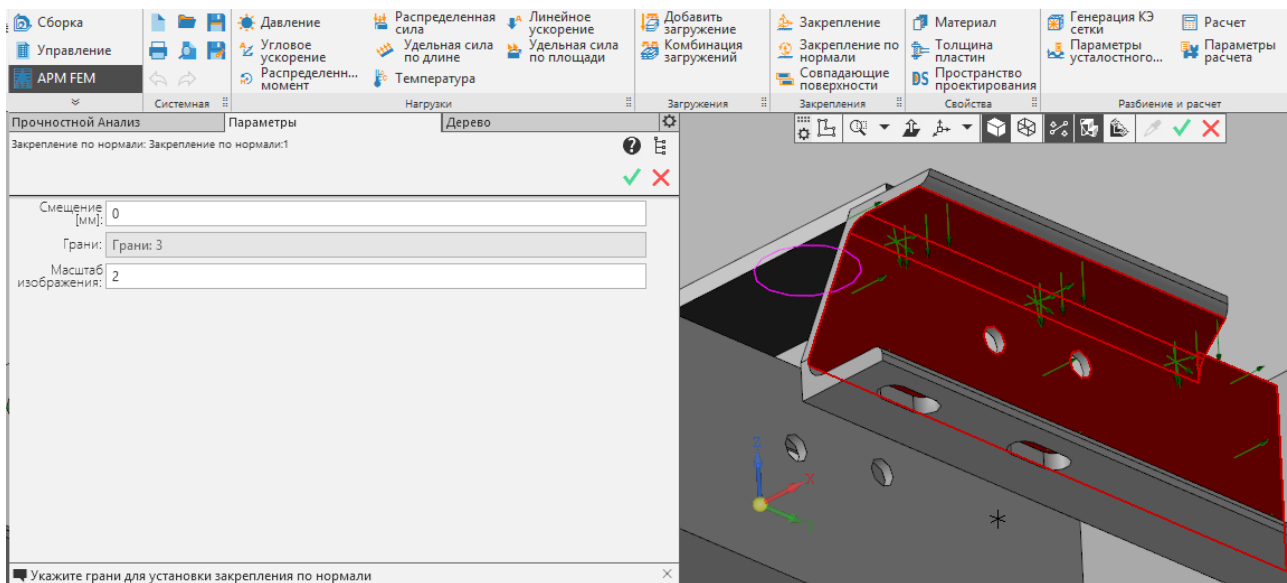 Сборка
Управление
APM FEM
Системная
Давление
Угловое
ускорение
Распределенн...
момент
Распределенная
сила
Удельная сила
по длине
Температура
Линейное
ускорение
Удельная сила
по площади
Нагрузки
Добавить
загружение
Комбинация
загружений
Загружения
Закрепление
Закрепление по
нормали
Совпадающие
поверхности
Закрепления
Материал
Толщина
пластин
DS Пространство
проектирования
Свойства
Генерация КЭ
сетки
Параметры
усталостного...
Расчет
Параметры
расчета
Разбиение и расчет
Прочностной Анализ
Параметры
Дерево
Закрепление по нормали: Закрепление по нормали:1
Смещение
[мм]: 0
Грани: Грани: 3
Масштаб
изображения: 2
Z
X
Y
Укажите грани для установки закрепления по нормали